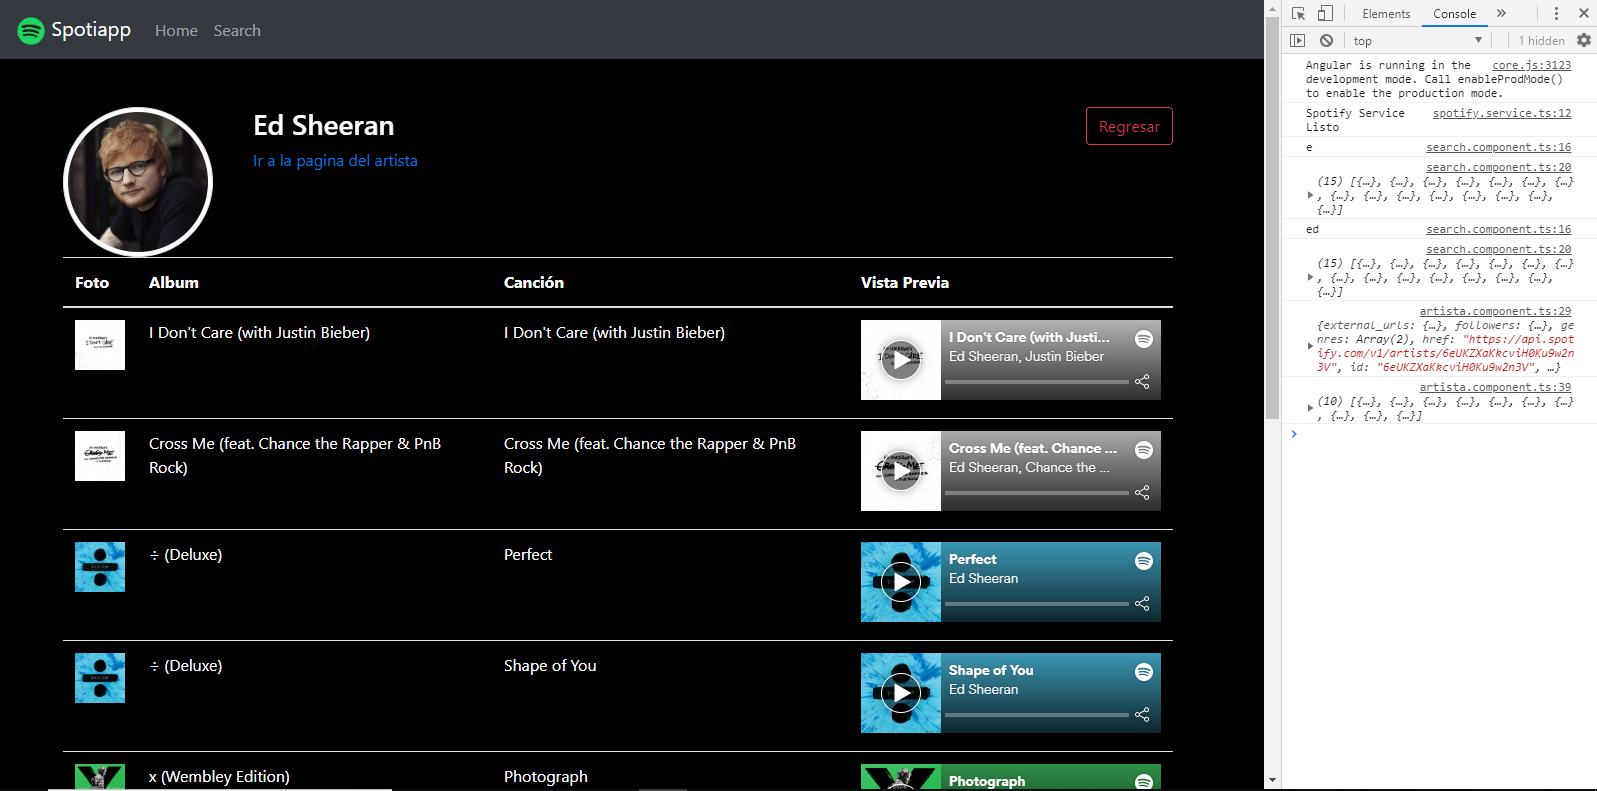 Spotiapp Home Search
Ed Sheeran
Ir a la pagina del artista
Regresar
Foto Album Canción Vista Previa
I Don't Care (with Justin Bieber) I Don't Care (with Justin Bieber)
I Don't Care (with Justi...
Ed Sheeran, Justin Bieber
Cross Me (feat. Chance the Rapper & PnB
Rock)
Cross Me (feat. Chance the Rapper & PnB
Rock)
Cross Me (feat. Chance ...
Ed Sheeran, Chance the ...
÷ (Deluxe) Perfect
Perfect
Ed Sheeran
÷ (Deluxe) Shape of You
Shape of You
Ed Sheeran
x (Wembley Edition) Photograph
Photograph
Elements Console
top 1 hidden
Angular is running in the core.js:3123
development mode. Call enableProdMode()
to enable the production mode.
Spotify Service spotify.service.ts:12
Listo
e search.component.ts:16
search.component.ts:20
(15) [{…}, {…}, {…}, {…}, {…}, {…}, {…}
, {…}, {…}, {…}, {…}, {…}, {…}, {…},
{…}]
ed search.component.ts:16
search.component.ts:20
(15) [{…}, {…}, {…}, {…}, {…}, {…}, {…}
, {…}, {…}, {…}, {…}, {…}, {…}, {…},
{…}]
artista.component.ts:29
{external_urls: {…}, followers: {…}, ge
nres: Array(2), href: "https://api.spot
ify.com/v1/artists/6eUKZXaKkcviH0Ku9w2n
3V", id: "6eUKZXaKkcviH0Ku9w2n3V", …}
artista.component.ts:39
(10) [{…}, {…}, {…}, {…}, {…}, {…}, {…}
, {…}, {…}, {…}]